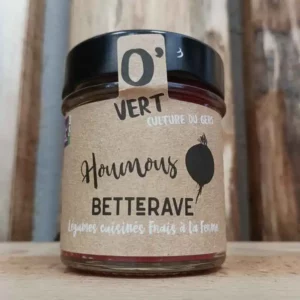 O'
VERT
CULTURE DU GERS
Houmous
BETTERAVE
Légumes cuisinés Frais à la Ferme